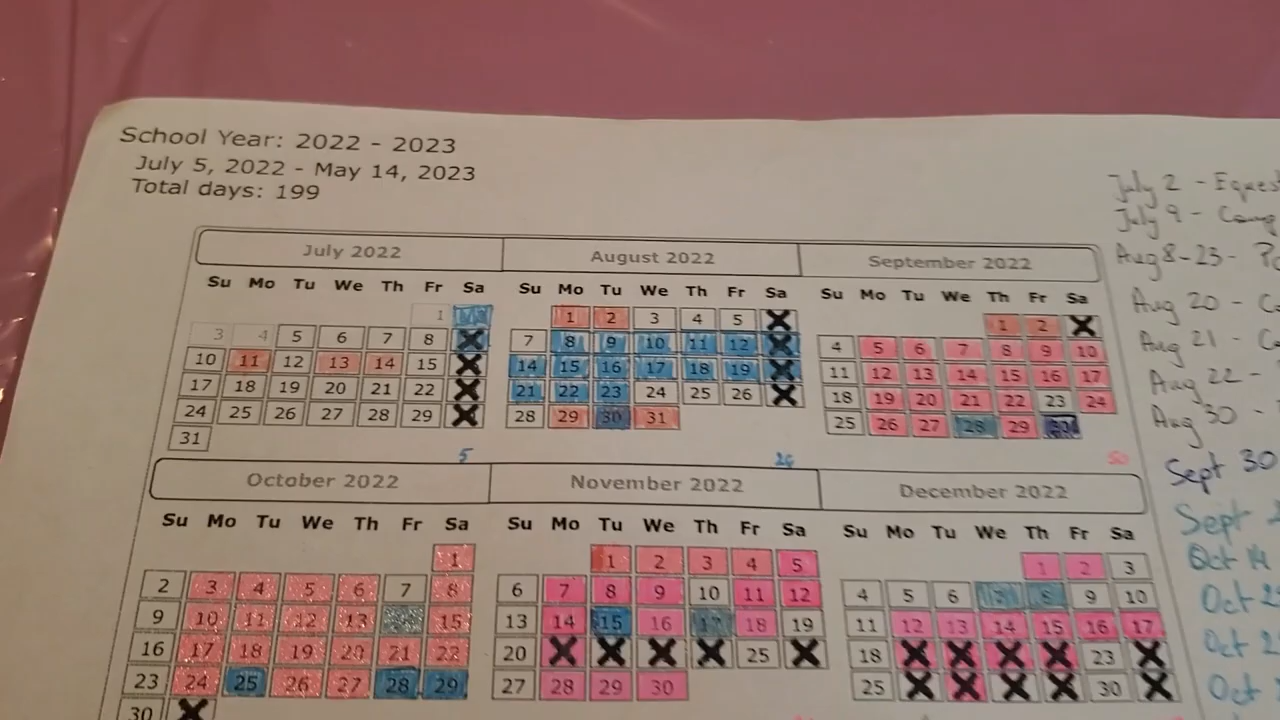 School Year: 2022 - 2023
July 5, 2022 - May 14, 2023
Total days: 199
July 2022 August 2022 September 2022
Su Mo Tu We Th Fr Sa Su Mo Tu We Th Fr Sa Su Mo Tu We Th Fr Sa
1 1 2 3 4 5 1 2
3 4 5 6 7 8 7 8 9 10 11 12 4 5 6 7 8 9 10
10 11 12 13 14 15 14 15 16 17 18 19 11 12 13 14 15 16 17
17 18 19 20 21 22 21 22 23 24 25 26 18 19 20 21 22 23 24
24 25 26 27 28 29 28 29 30 31 25 26 27 28 29 30
31
5 26 50
October 2022 November 2022 December 2022
Su Mo Tu We Th Fr Sa Su Mo Tu We Th Fr Sa Su Mo Tu We Th Fr Sa
1 1 2 3 4 5 1 2 3
2 3 4 5 6 7 8 6 7 8 9 10 11 12 4 5 6 8 9 10
9 10 11 12 13 15 13 14 15 16 17 18 19 11 12 13 14 15 16 17
16 17 18 19 20 21 22 20 25 18 23
23 24 25 26 27 28 29 27 28 29 30 25 30
30
July 2 -
July 9 - Camp
Aug 8-23 -
Aug 20 -
Aug 21 -
Aug 22 -
Aug 30 -
Sept 30
Sept
Oct 14
Oct
Oct
Oct